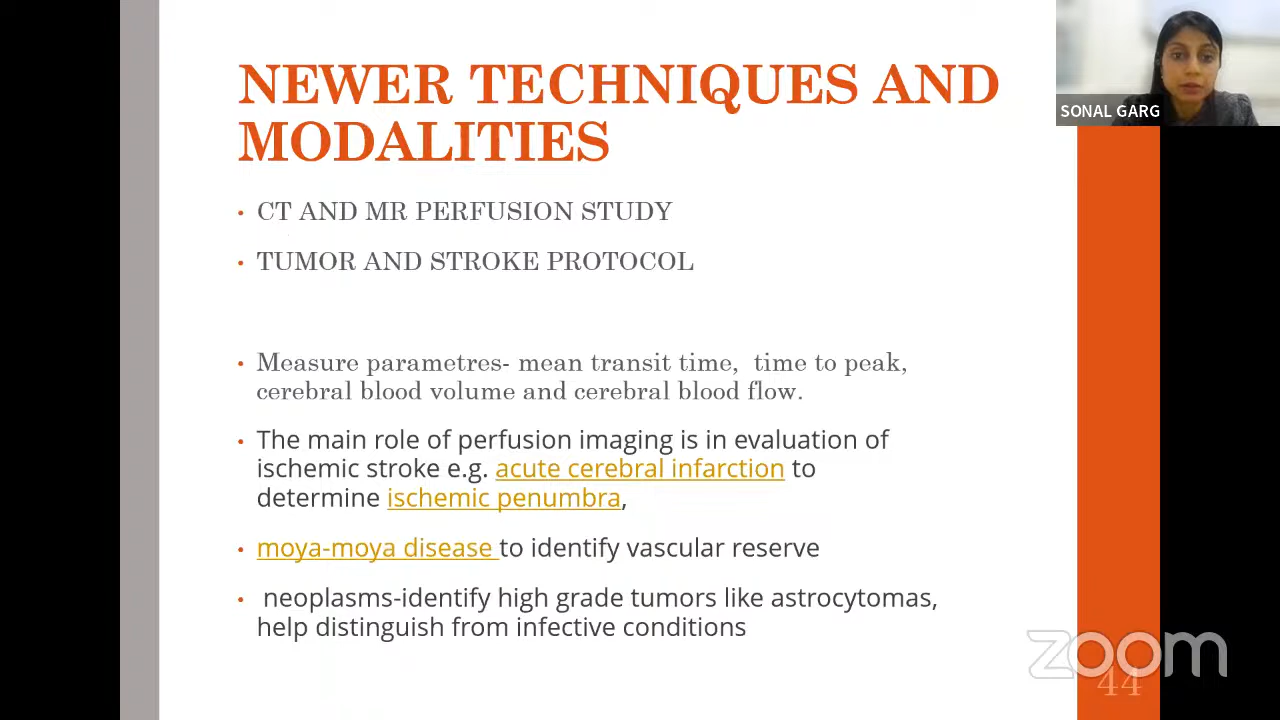 NEWER TECHNIQUES AND
MODALITIES
SONAL GARG
• CT AND MR PERFUSION STUDY
• TUMOR AND STROKE PROTOCOL
• Measure parametres- mean transit time, time to peak,
cerebral blood volume and cerebral blood flow.
• The main role of perfusion imaging is in evaluation of
ischemic stroke e.g. acute cerebral infarction to
determine ischemic penumbra,
• moya-moya disease to identify vascular reserve
• neoplasms-identify high grade tumors like astrocytomas,
help distinguish from infective conditions
zoom
44